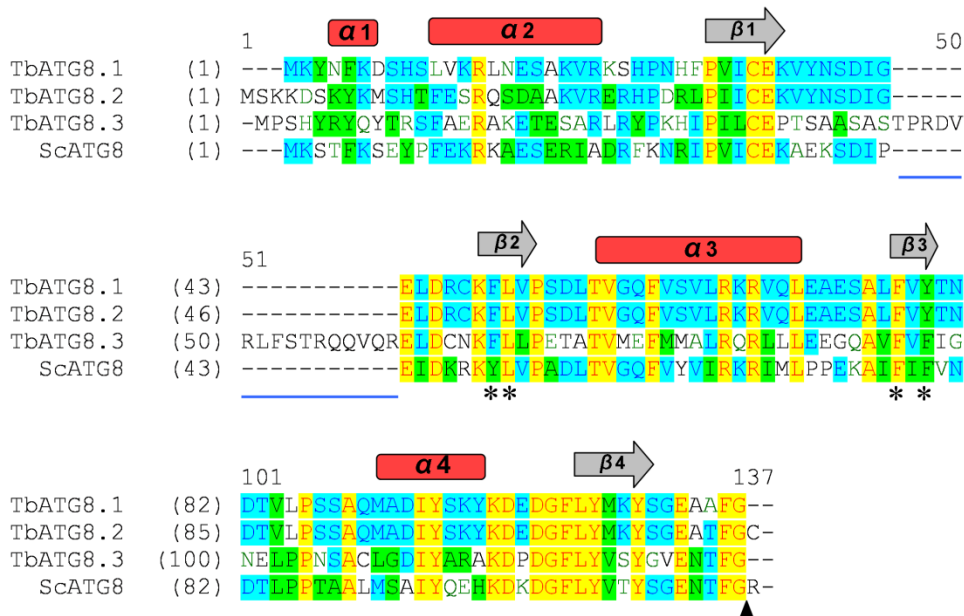 α1 α2 β1
1 50
TbATG8.1 (1) ---MKYNFKDSHSLVKRLNESAKVRKSHPNHFPVICEKVYNSDIG-----
TbATG8.2 (1) MSKKDSKYKMSHTFESRQSDAAKVRERHPDRLPIICEKVYNSDIG-----
TbATG8.3 (1) -MPSHYRYQYTRSFAERAKETESARLRYPKHIPILCEPTSAASASTPRDV
ScATG8 (1) ---MKSTFKSEYPFEKRKAESERIADRFKNRIPVICEKAEKSDIP-----
β2 α3 β3
51
TbATG8.1 (43) -----------ELDRCKFLVPSDLTVGQFVSVLRKRVQLEAESALFVYTN
TbATG8.2 (46) -----------ELDRCKFLVPSDLTVGQFVSVLRKRVQLEAESALFVYTN
TbATG8.3 (50) RLFSTRQQVQRELDCNKFLLPETATVMEFMMALRQRLLLEEGQAVFVFIG
ScATG8 (43) -----------EIDKRKYLVPADLTVGQFVYVIRKRIMLPPEKAIFIFVN
** * *
α4 β4
101 137
TbATG8.1 (82) DTVLPSSAQMADIYSKYKDEDGFLYMKYSGEAAFG--
TbATG8.2 (85) DTVLPSSAQMADIYSKYKDEDGFLYMKYSGEATFGC-
TbATG8.3 (100) NELPPNSACLGDIYARAKDPDGFLYVSYGVENTFG--
ScATG8 (82) DTLPPTAALMSAIYQEHKDKDGFLYVTYSGENTFGR-